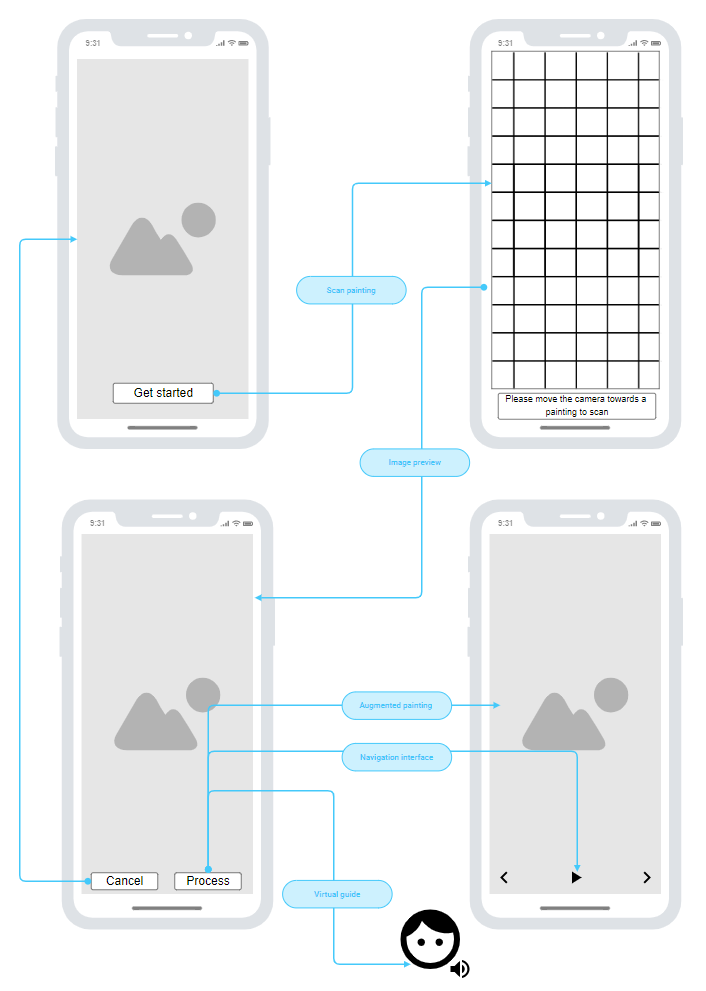 9:31
9:31
Scan painting
Get started
Please move the camera towards a
painting to scan
Image preview
9:31
9:31
Augmented painting
Navigation interface
Cancel
Process
Virtual guide